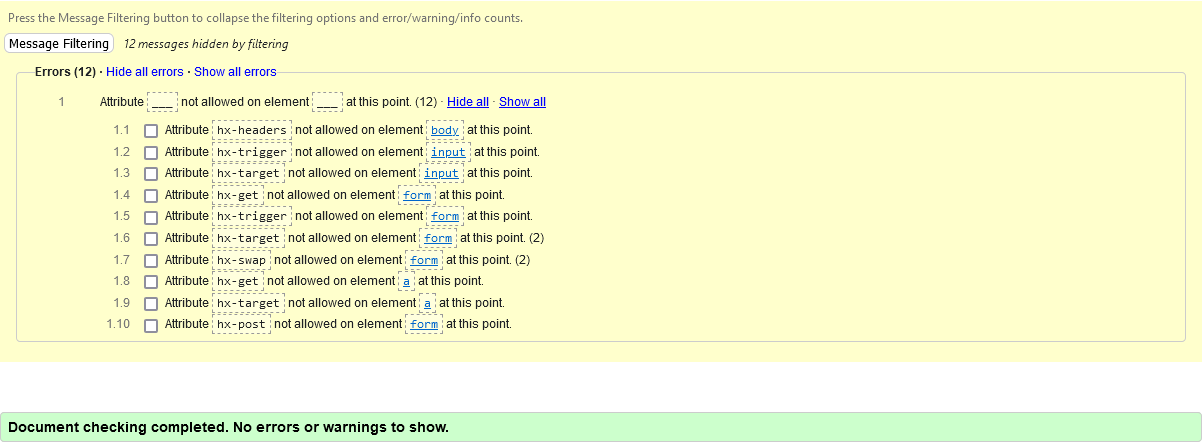 Press the Message Filtering button to collapse the filtering options and error/warning/info counts.
Message Filtering 12 messages hidden by filtering
Errors (12) · Hide all errors · Show all errors
1 Attribute ___ not allowed on element ___ at this point. (12) · Hide all · Show all
1.1 Attribute hx-headers not allowed on element body at this point.
1.2 Attribute hx-trigger not allowed on element input at this point.
1.3 Attribute hx-target not allowed on element input at this point.
1.4 Attribute hx-get not allowed on element form at this point.
1.5 Attribute hx-trigger not allowed on element form at this point.
1.6 Attribute hx-target not allowed on element form at this point. (2)
1.7 Attribute hx-swap not allowed on element form at this point. (2)
1.8 Attribute hx-get not allowed on element a at this point.
1.9 Attribute hx-target not allowed on element a at this point.
1.10 Attribute hx-post not allowed on element form at this point.
Document checking completed. No errors or warnings to show.